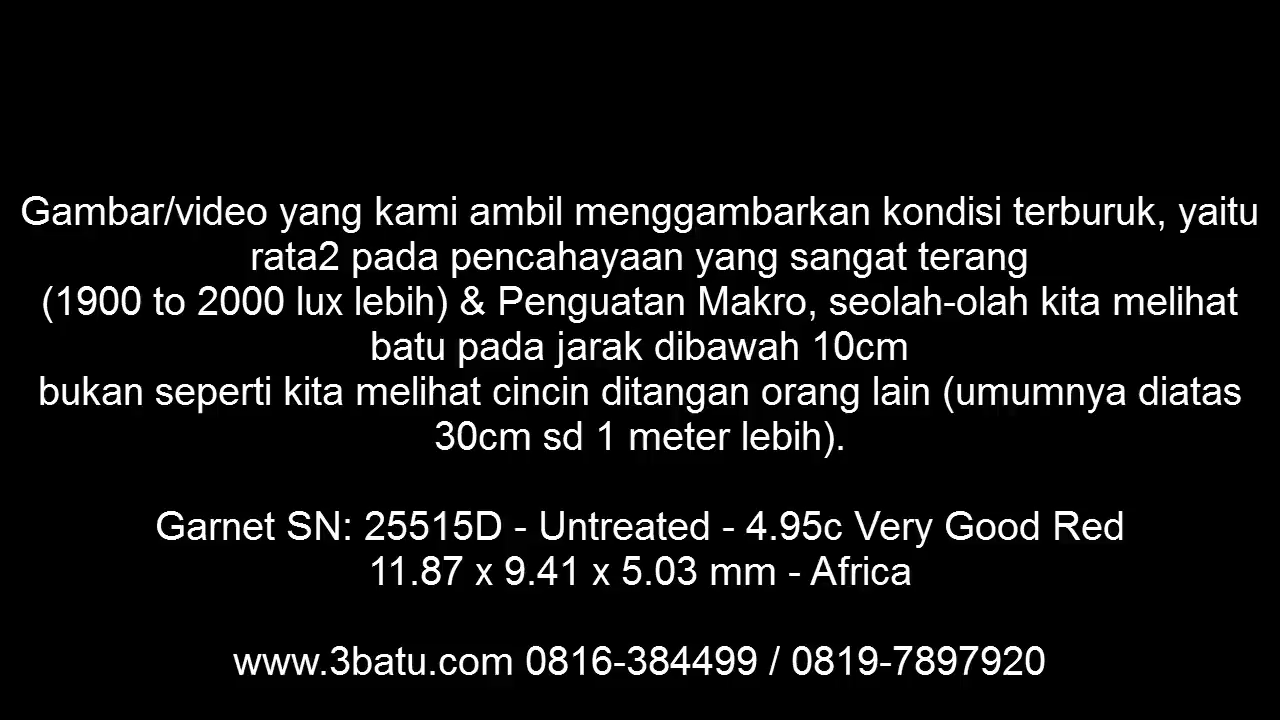 Gambar/video yang kami ambil menggambarkan kondisi terburuk, yaitu
rata2 pada pencahayaan yang sangat terang
(1900 to 2000 lux lebih) & Penguatan Makro, seolah-olah kita melihat
batu pada jarak dibawah 10cm
bukan seperti kita melihat cincin ditangan orang lain (umumnya diatas
30cm sd 1 meter lebih).
Garnet SN: 25515D - Untreated - 4.95c Very Good Red
11.87 x 9.41 x 5.03 mm - Africa
www.3batu.com 0816-384499 / 0819-7897920